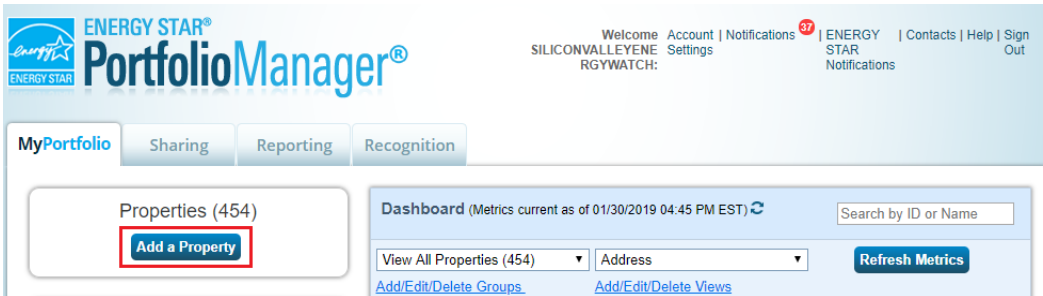 ENERGY STAR®
PortfolioManager®
energy
ENERGY STAR
Welcome SILICONVALLEYENERGYWATCH:
Account Settings | Notifications 37 | ENERGY STAR Notifications | Contacts | Help | Sign Out
MyPortfolio Sharing Reporting Recognition
Properties (454)
Add a Property
Dashboard (Metrics current as of 01/30/2019 04:45 PM EST)
Search by ID or Name
View All Properties (454) Address Refresh Metrics
Add/Edit/Delete Groups Add/Edit/Delete Views